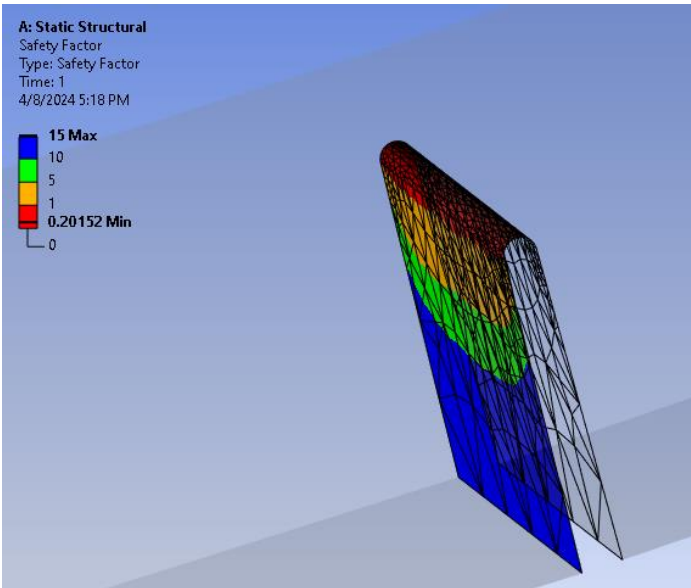 A: Static Structural
Safety Factor
Type: Safety Factor
Time: 1
4/8/2024 5:18 PM
15 Max
10
5
1
0.20152 Min
0